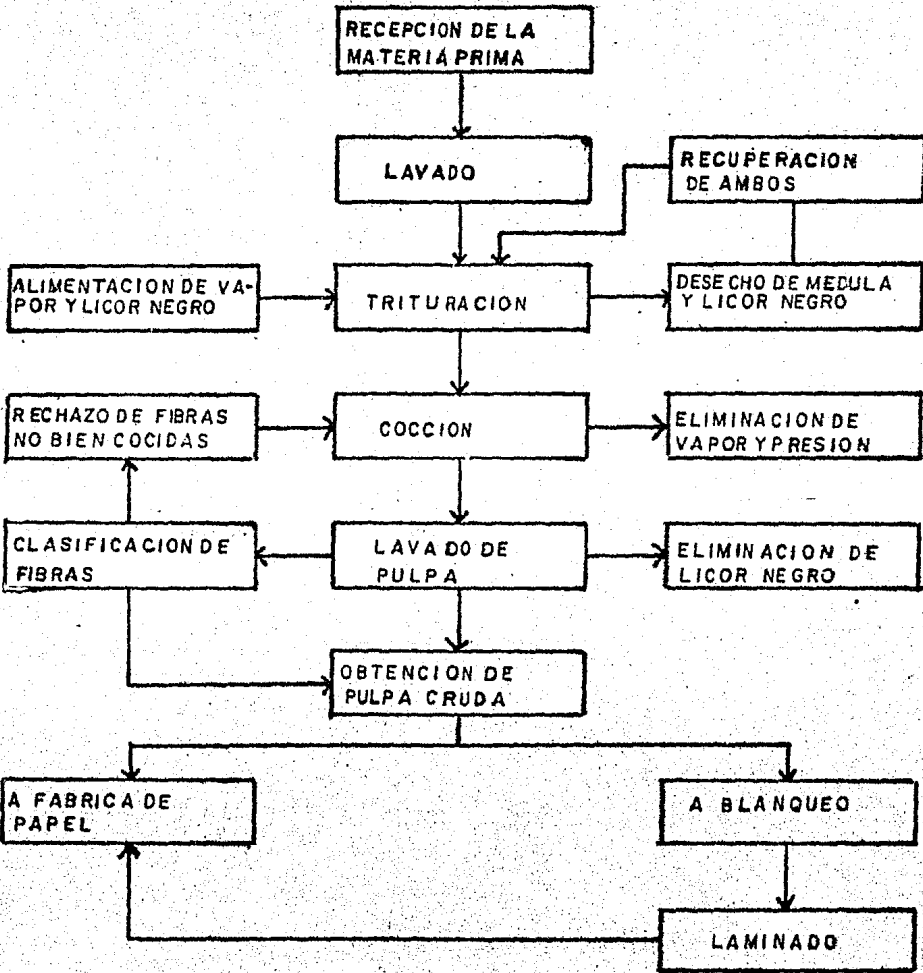 RECEPCION DE LA
MATERIA PRIMA
LAVADO
RECUPERACION
DE AMBOS
ALIMENTACION DE VA-
POR Y LICOR NEGRO
TRITURACION
DESECHO DE MEDULA
Y LICOR NEGRO
RECHAZO DE FIBRAS
NO BIEN COCIDAS
COCCION
ELIMINACION DE
VAPOR Y PRESION
CLASIFICACION DE
FIBRAS
LAVADO DE
PULPA
ELIMINACION DE
LICOR NEGRO
OBTENCION DE
PULPA CRUDA
A FABRICA DE
PAPEL
A BLANQUEO
LAMINADO